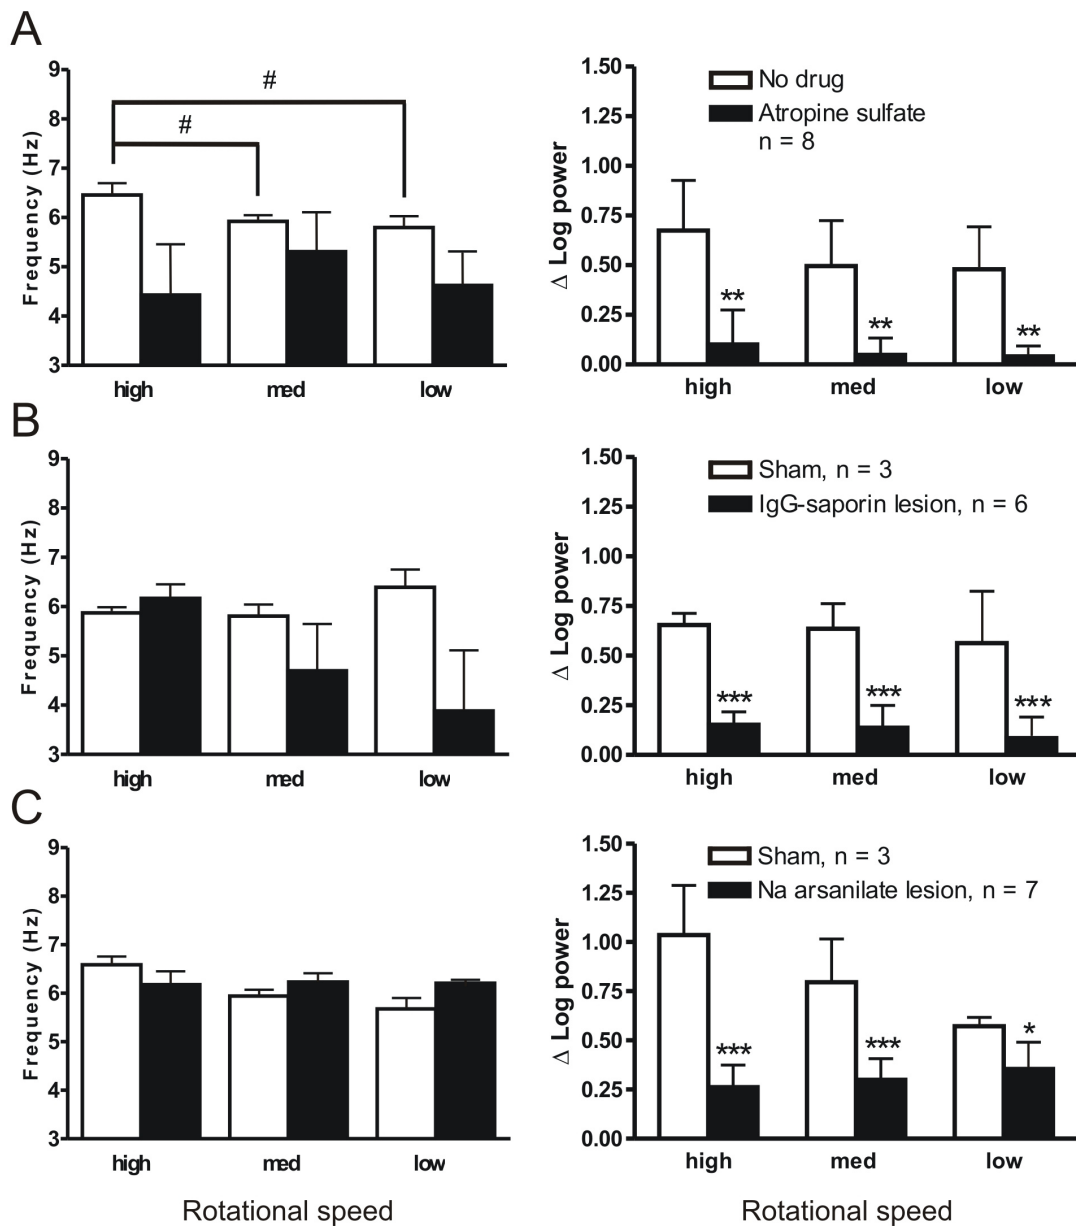 A
Frequency (Hz)
9
8
7
6
5
4
3
#
#
high
med
low
Δ Log power
1.50
1.25
1.00
0.75
0.50
0.25
0.00
No drug
Atropine sulfate
n = 8
**
**
**
high
med
low
B
Frequency (Hz)
9
8
7
6
5
4
3
high
med
low
Δ Log power
1.50
1.25
1.00
0.75
0.50
0.25
0.00
Sham, n = 3
IgG-saporin lesion, n = 6
***
***
***
high
med
low
C
Frequency (Hz)
9
8
7
6
5
4
3
high
med
low
Rotational speed
Δ Log power
1.50
1.25
1.00
0.75
0.50
0.25
0.00
Sham, n = 3
Na arsanilate lesion, n = 7
***
***
*
high
med
low
Rotational speed